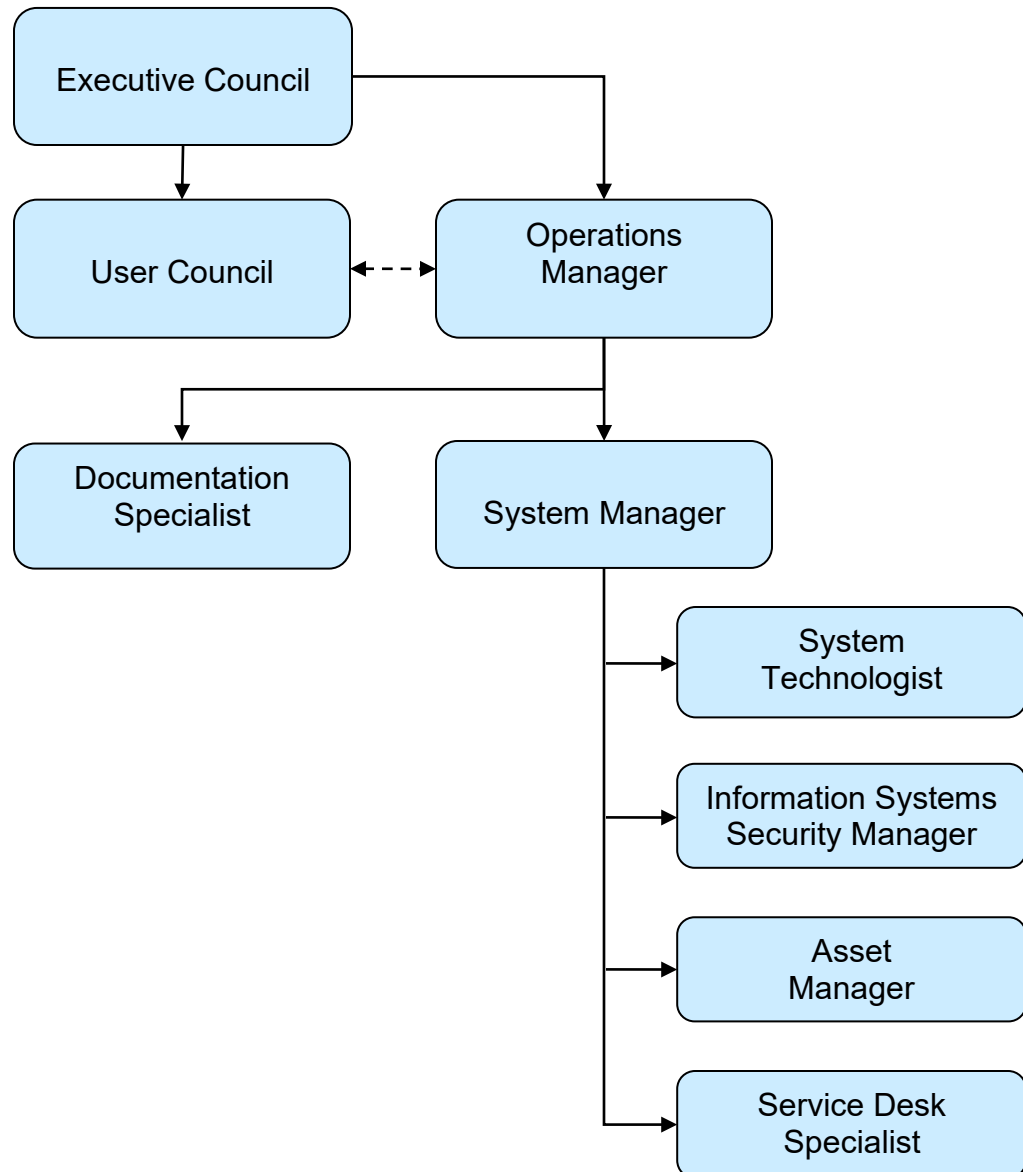 Executive Council
User Council
Operations
Manager
Documentation
Specialist
System Manager
System
Technologist
Information Systems
Security Manager
Asset
Manager
Service Desk
Specialist